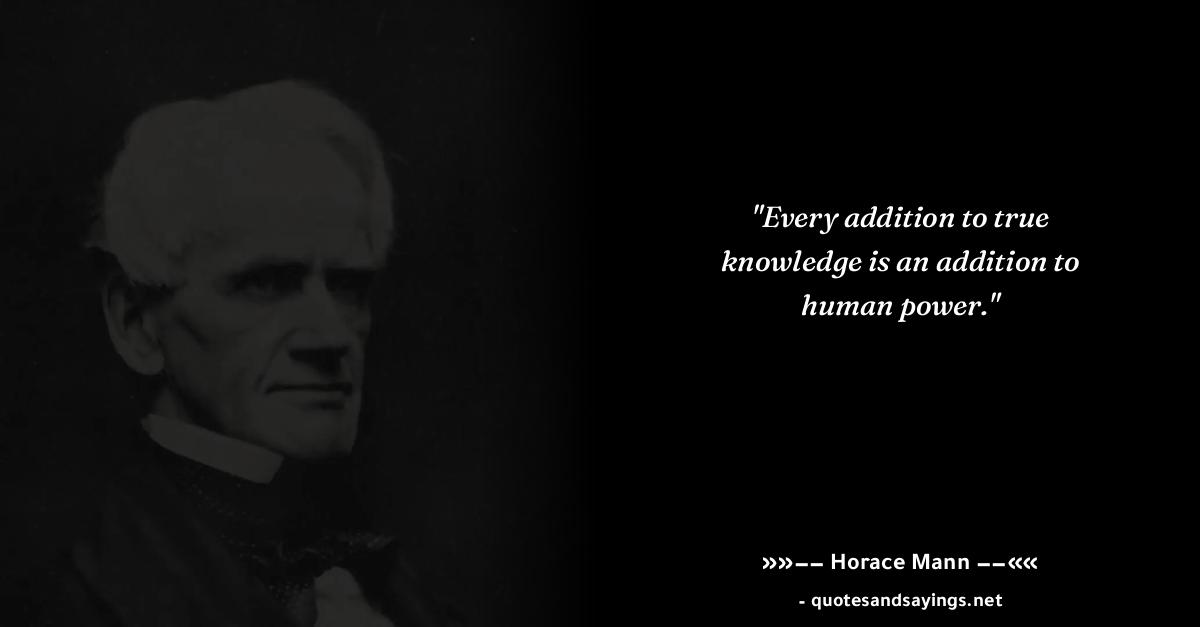 "Every addition to true
knowledge is an addition to
human power."
»»–– Horace Mann ––««
- quotesandsayings.net